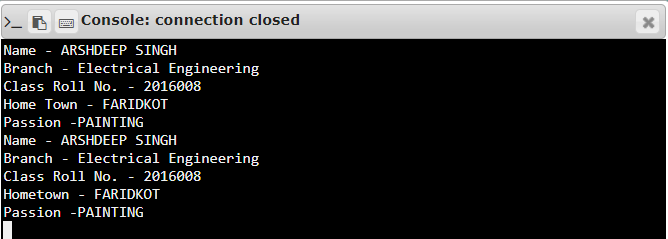 Console: connection closed
Name - ARSHDEEP SINGH
Branch - Electrical Engineering
Class Roll No. - 2016008
Home Town - FARIDKOT
Passion -PAINTING
Name - ARSHDEEP SINGH
Branch - Electrical Engineering
Class Roll No. - 2016008
Hometown - FARIDKOT
Passion -PAINTING